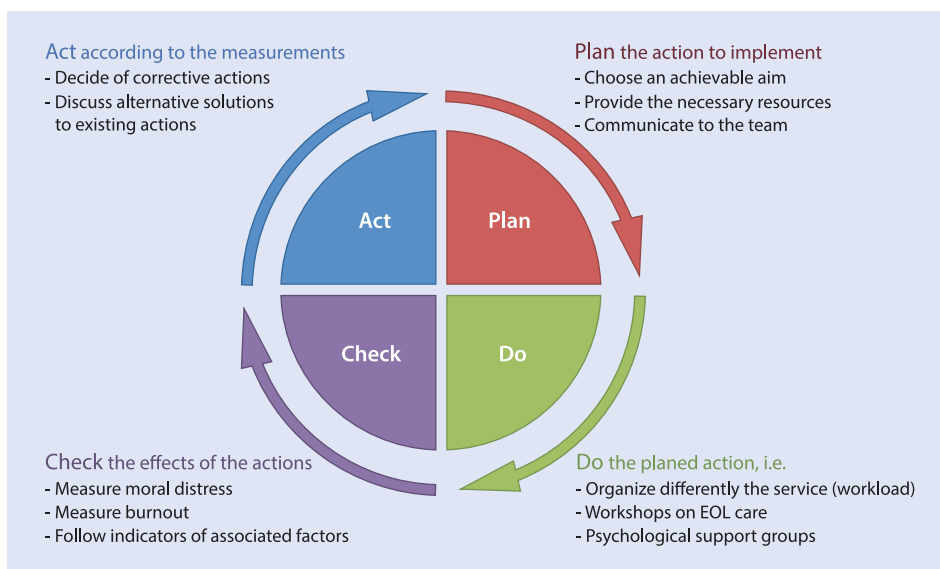 Act according to the measurements
- Decide of corrective actions
- Discuss alternative solutions
to existing actions
Plan the action to implement
- Choose an achievable aim
- Provide the necessary resources
- Communicate to the team
Act
Plan
Check
Do
Check the effects of the actions
- Measure moral distress
- Measure burnout
- Follow indicators of associated factors
Do the planed action, i.e.
- Organize differently the service (workload)
- Workshops on EOL care
- Psychological support groups